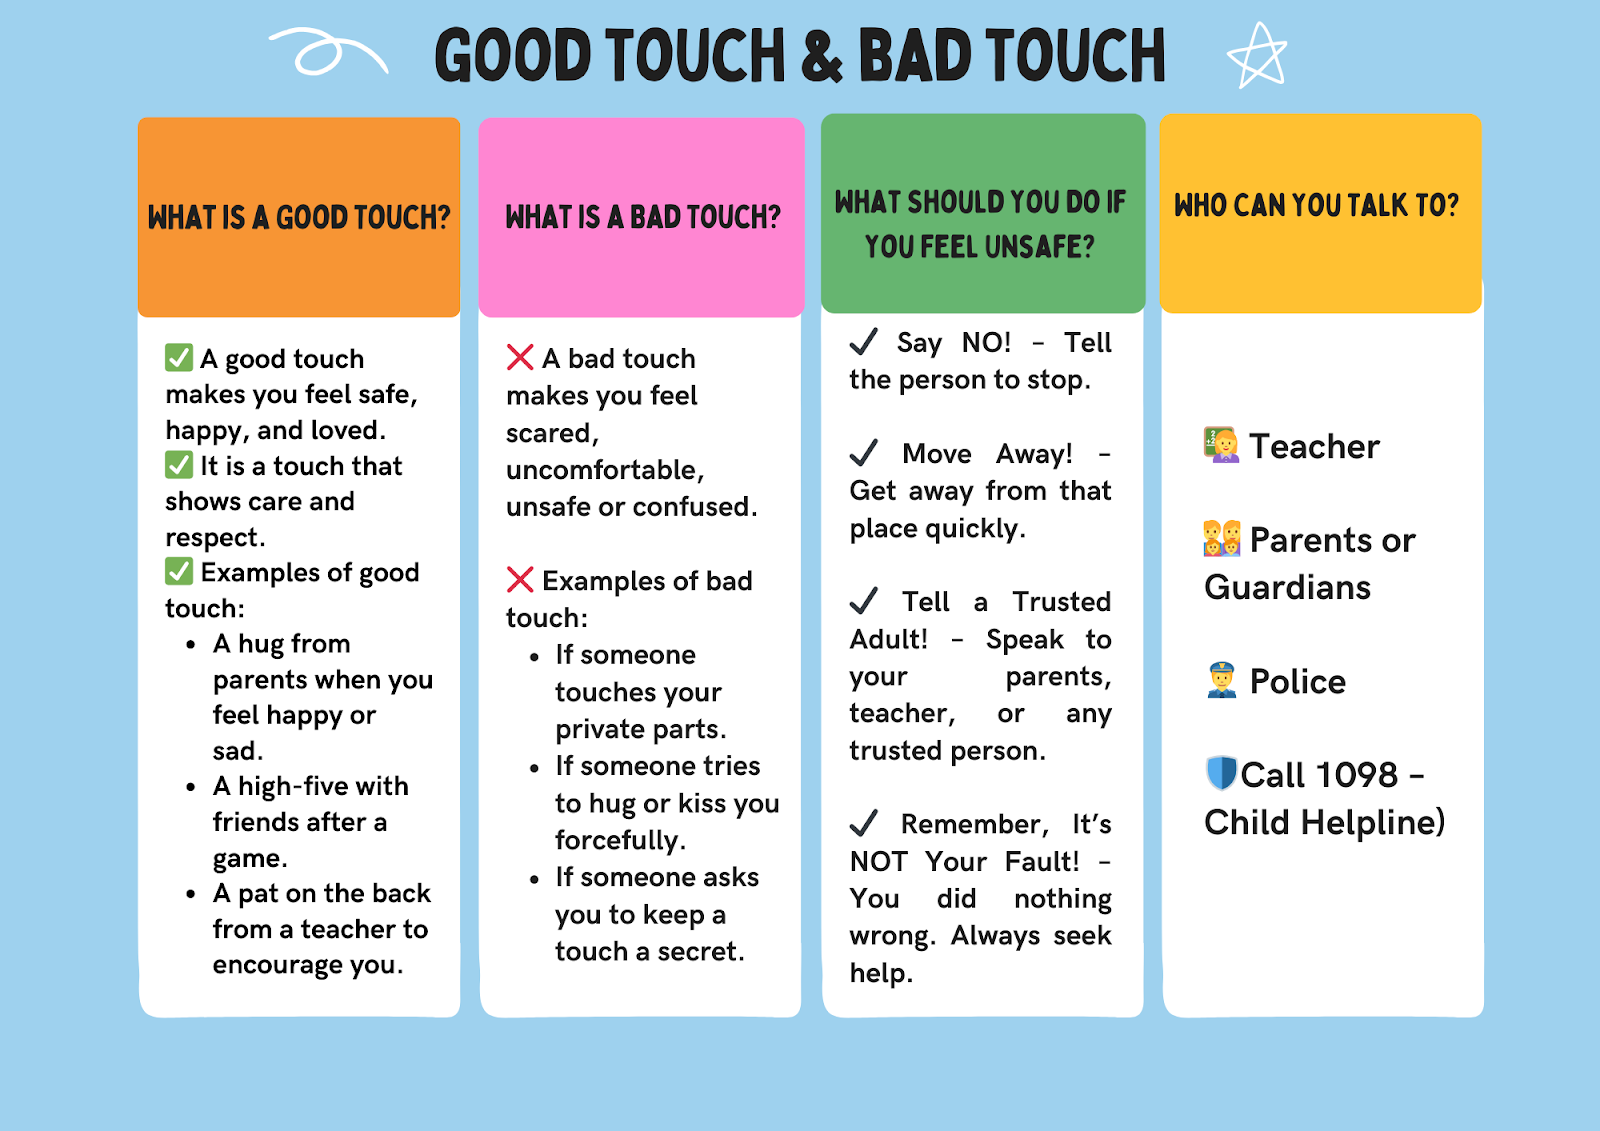 GOOD TOUCH & BAD TOUCH
WHAT IS A GOOD TOUCH?
A good touch
makes you feel safe,
happy, and loved.
It is a touch that
shows care and
respect.
Examples of good
touch:
• A hug from
parents when you
feel happy or
sad.
• A high-five with
friends after a
game.
• A pat on the back
from a teacher to
encourage you.
WHAT IS A BAD TOUCH?
A bad touch
makes you feel
scared,
uncomfortable,
unsafe or confused.
Examples of bad
touch:
• If someone
touches your
private parts.
• If someone tries
to hug or kiss you
forcefully.
• If someone asks
you to keep a
touch a secret.
WHAT SHOULD YOU DO IF
YOU FEEL UNSAFE?
Say NO! – Tell
the person to stop.
Move Away! –
Get away from that
place quickly.
Tell a Trusted
Adult! – Speak to
your parents,
teacher, or any
trusted person.
Remember, It’s
NOT Your Fault! –
You did nothing
wrong. Always seek
help.
WHO CAN YOU TALK TO?
Teacher
Parents or
Guardians
Police
Call 1098 –
Child Helpline)